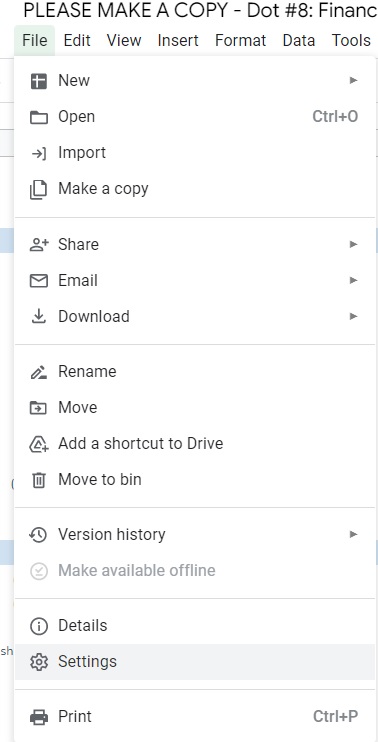 PLEASE MAKE A COPY - Dot #8: Financ
File Edit View Insert Format Data Tools
New
Open Ctrl+O
Import
Make a copy
Share
Email
Download
Rename
Move
Add a shortcut to Drive
Move to bin
Version history
Make available offline
Details
sh
Settings
Print Ctrl+P